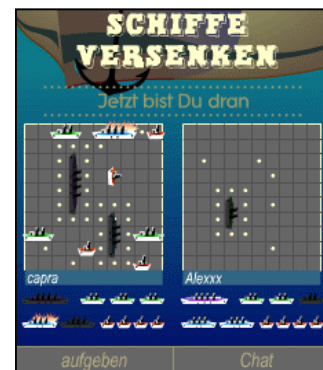 SCHIFFE
VERSENKEN
Jetzt bist Du dran
capra
Alexxx
aufgeben
Chat